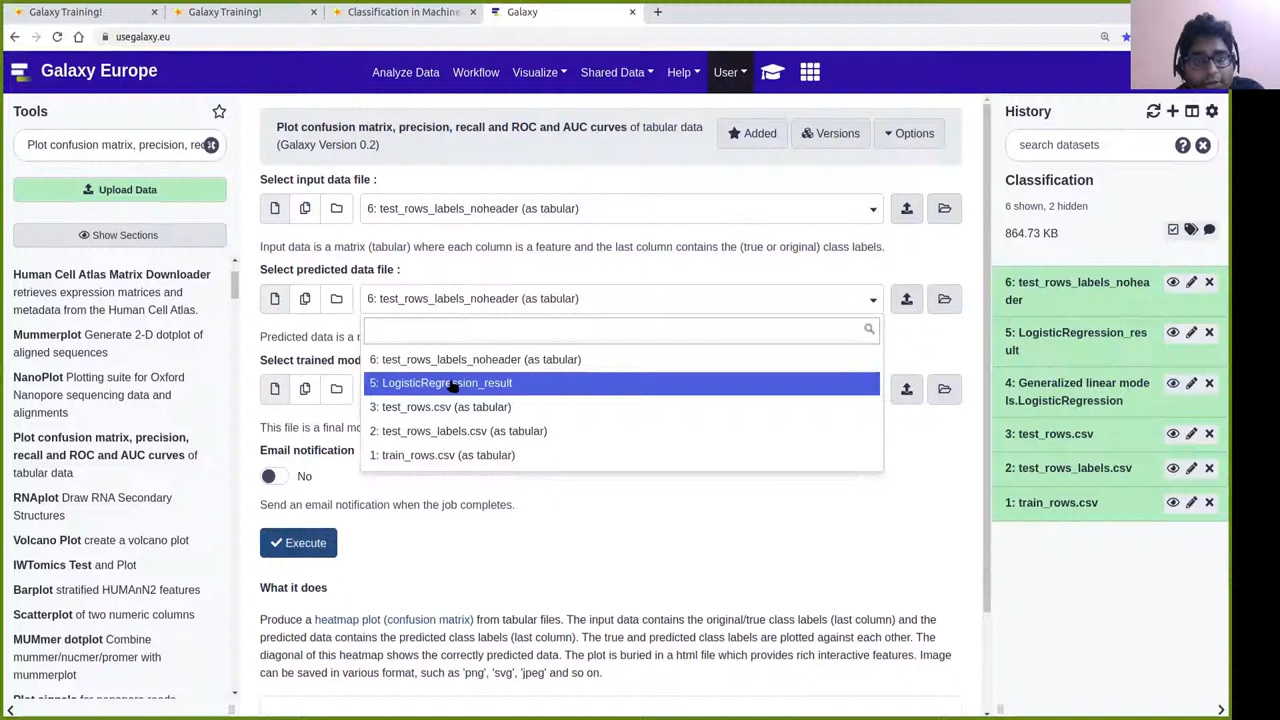 Galaxy Training!
Galaxy Training!
Classification in Machine
Galaxy
usegalaxy.eu
Galaxy Europe
Analyze Data
Workflow
Visualize
Shared Data
Help
User
Tools
Plot confusion matrix, precision, rec
Upload Data
Show Sections
Human Cell Atlas Matrix Downloader
retrieves expression matrices and
metadata from the Human Cell Atlas.
Mummerplot Generate 2-D dotplot of
aligned sequences
NanoPlot Plotting suite for Oxford
Nanopore sequencing data and
alignments
Plot confusion matrix, precision,
recall and ROC and AUC curves of
tabular data
RNAplot Draw RNA Secondary
Structures
Volcano Plot create a volcano plot
IWTomics Test and Plot
Barplot stratified HUMAnN2 barplots
Scatterplot of two numeric columns
MUMmer dotplot Combine
mummer/nucmer/promer with
mummerplot
Plot confusion matrix, precision, recall and ROC and AUC curves of tabular data
(Galaxy Version 0.2)
Added
Versions
Options
Select input data file :
6: test_rows_labels_noheader (as tabular)
Input data is a matrix (tabular) where each column is a feature and the last column contains the (true or original) class labels.
Select predicted data file :
6: test_rows_labels_noheader (as tabular)
Predicted data is a
6: test_rows_labels_noheader (as tabular)
Select trained mod
5: LogisticRegression_result
3: test_rows.csv (as tabular)
This file is a final mo
2: test_rows_labels.csv (as tabular)
Email notification
1: train_rows.csv (as tabular)
No
Send an email notification when the job completes.
Execute
What it does
Produce a heatmap plot (confusion matrix) from tabular files. The input data contains the original/true class labels (last column) and the
predicted data contains the predicted class labels (last column). The true and predicted class labels are plotted against each other. The
diagonal of this heatmap shows the correctly predicted data. The plot is buried in a html file which provides rich interactive features. Image
can be saved in various format, such as 'png', 'svg', 'jpeg' and so on.
History
search datasets
Classification
6 shown, 2 hidden
864.73 KB
6: test_rows_labels_nohea
der
5: LogisticRegression_res
ult
4: Generalized linear mode
ls.LogisticRegression
3: test_rows.csv
2: test_rows_labels.csv
1: train_rows.csv